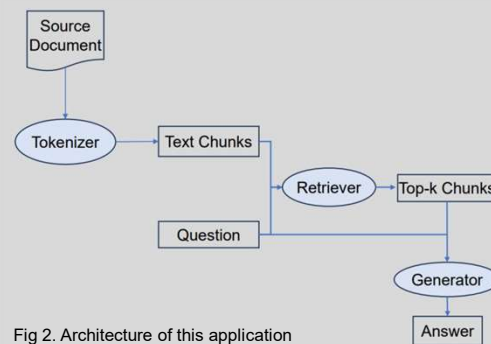 Source
Document
Tokenizer
Text Chunks
Retriever
Top-k Chunks
Question
Generator
Answer
Fig 2. Architecture of this application